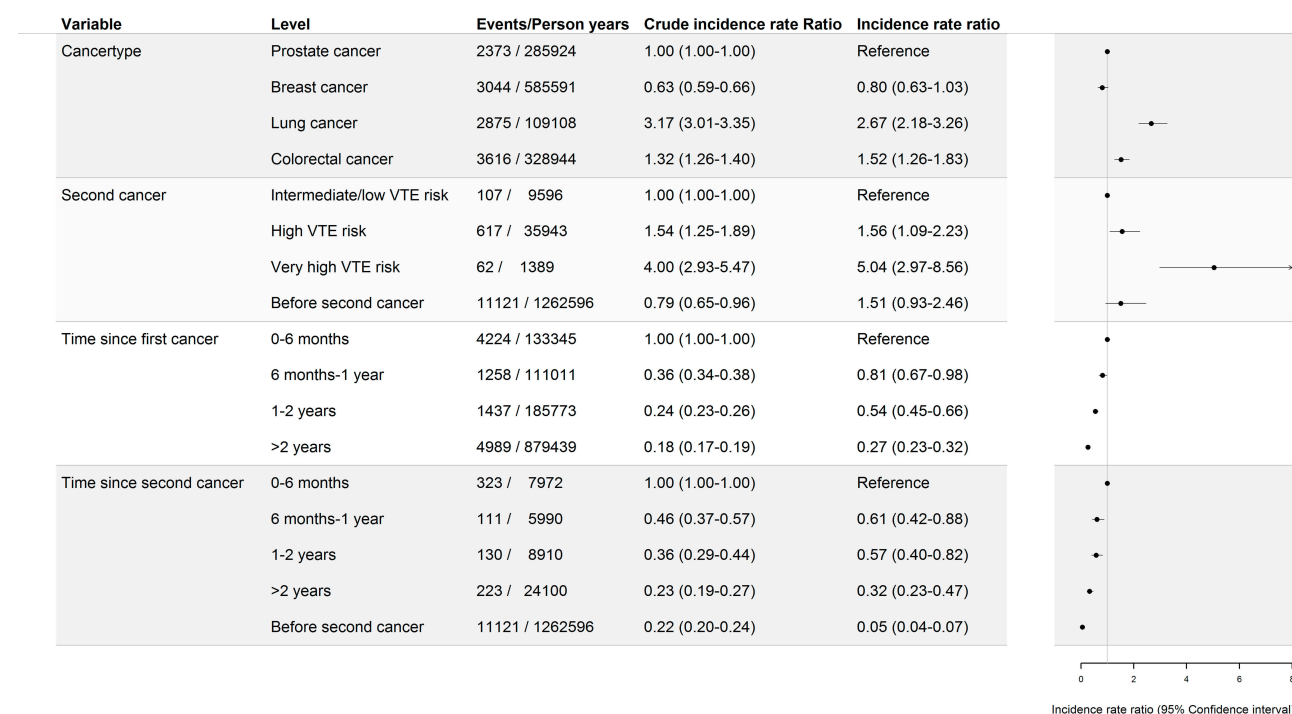 Variable Level Events/Person years Crude incidence rate Ratio Incidence rate ratio
Cancertype Prostate cancer 2373 / 285924 1.00 (1.00-1.00) Reference
Breast cancer 3044 / 585591 0.63 (0.59-0.66) 0.80 (0.63-1.03)
Lung cancer 2875 / 109108 3.17 (3.01-3.35) 2.67 (2.18-3.26)
Colorectal cancer 3616 / 328944 1.32 (1.26-1.40) 1.52 (1.26-1.83)
Second cancer Intermediate/low VTE risk 107 / 9596 1.00 (1.00-1.00) Reference
High VTE risk 617 / 35943 1.54 (1.25-1.89) 1.56 (1.09-2.23)
Very high VTE risk 62 / 1389 4.00 (2.93-5.47) 5.04 (2.97-8.56)
Before second cancer 11121 / 1262596 0.79 (0.65-0.96) 1.51 (0.93-2.46)
Time since first cancer 0-6 months 4224 / 133345 1.00 (1.00-1.00) Reference
6 months-1 year 1258 / 111011 0.36 (0.34-0.38) 0.81 (0.67-0.98)
1-2 years 1437 / 185773 0.24 (0.23-0.26) 0.54 (0.45-0.66)
>2 years 4989 / 879439 0.18 (0.17-0.19) 0.27 (0.23-0.32)
Time since second cancer 0-6 months 323 / 7972 1.00 (1.00-1.00) Reference
6 months-1 year 111 / 5990 0.46 (0.37-0.57) 0.61 (0.42-0.88)
1-2 years 130 / 8910 0.36 (0.29-0.44) 0.57 (0.40-0.82)
>2 years 223 / 24100 0.23 (0.19-0.27) 0.32 (0.23-0.47)
Before second cancer 11121 / 1262596 0.22 (0.20-0.24) 0.05 (0.04-0.07)
0 2 4 6 8
Incidence rate ratio (95% Confidence interval)